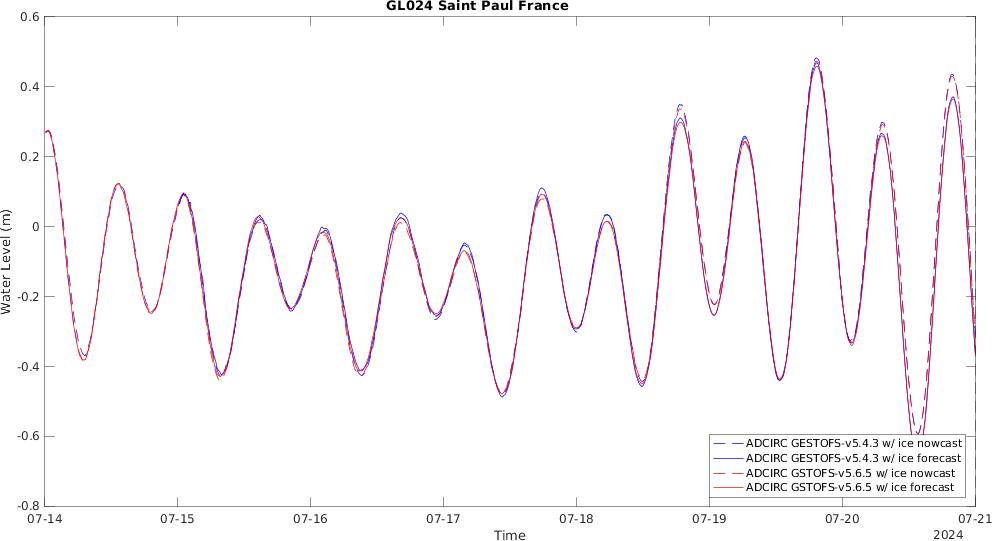 GL024 Saint Paul France
0.6
0.4
0.2
0
-0.2
-0.4
-0.6
-0.8
Water Level (m)
ADCIRC GESTOFS-v5.4.3 w/ ice nowcast
ADCIRC GESTOFS-v5.4.3 w/ ice forecast
ADCIRC GSTOFS-v5.6.5 w/ ice nowcast
ADCIRC GSTOFS-v5.6.5 w/ ice forecast
07-14 07-15 07-16 07-17 07-18 07-19 07-20 07-21
Time
2024